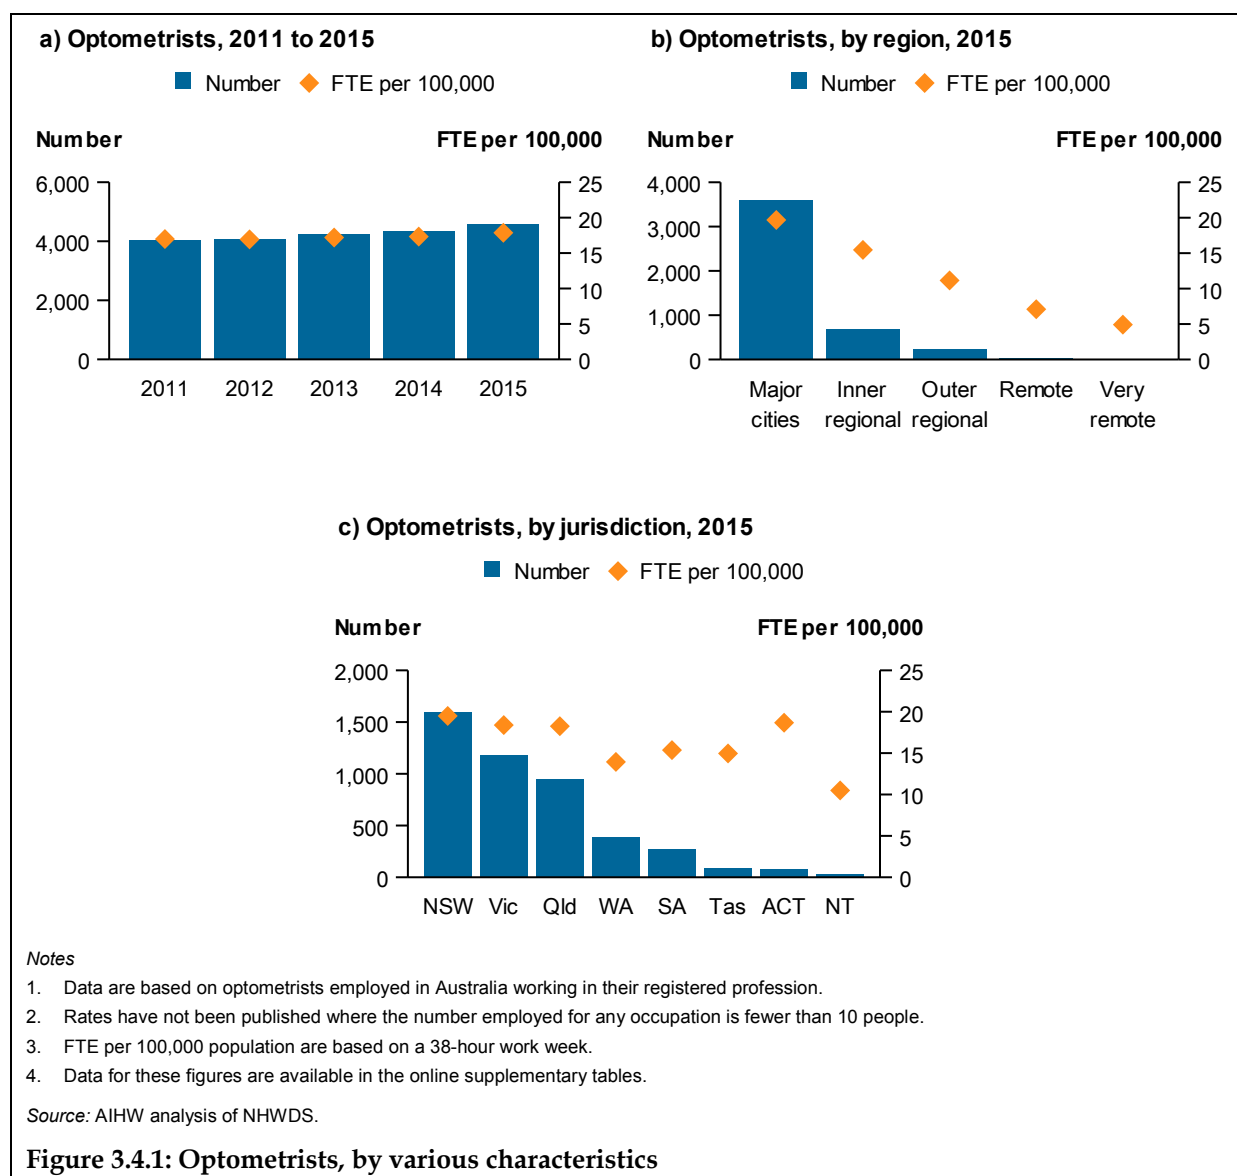 a) Optometrists, 2011 to 2015
Number FTE per 100,000
Number FTE per 100,000
6,000
4,000
2,000
0
25
20
15
10
5
0
2011 2012 2013 2014 2015
b) Optometrists, by region, 2015
Number FTE per 100,000
Number FTE per 100,000
4,000
3,000
2,000
1,000
0
25
20
15
10
5
0
Major cities
Inner regional
Outer regional
Remote
Very remote
c) Optometrists, by jurisdiction, 2015
Number FTE per 100,000
Number FTE per 100,000
2,000
1,500
1,000
500
0
25
20
15
10
5
0
NSW Vic Qld WA SA Tas ACT NT
Notes
1. Data are based on optometrists employed in Australia working in their registered profession.
2. Rates have not been published where the number employed for any occupation is fewer than 10 people.
3. FTE per 100,000 population are based on a 38-hour work week.
4. Data for these figures are available in the online supplementary tables.
Source: AIHW analysis of NHWDS.
Figure 3.4.1: Optometrists, by various characteristics